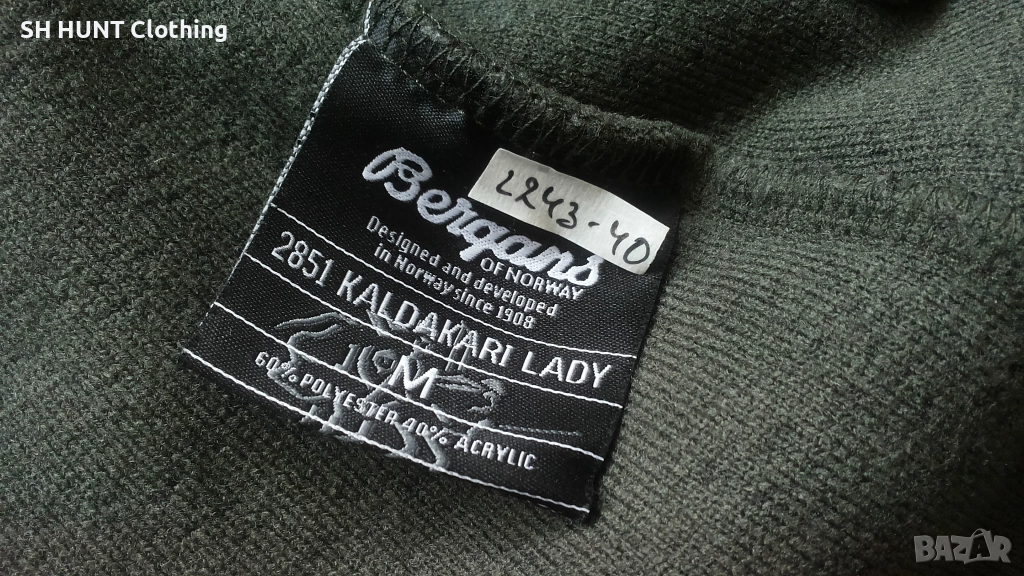 SH HUNT Clothing
L243-40
Bergans
OF NORWAY
Designed and developed
in Norway since 1908
2851 KALDAKARI LADY
M
60% POLYESTER 40% ACRYLIC
BAZAR